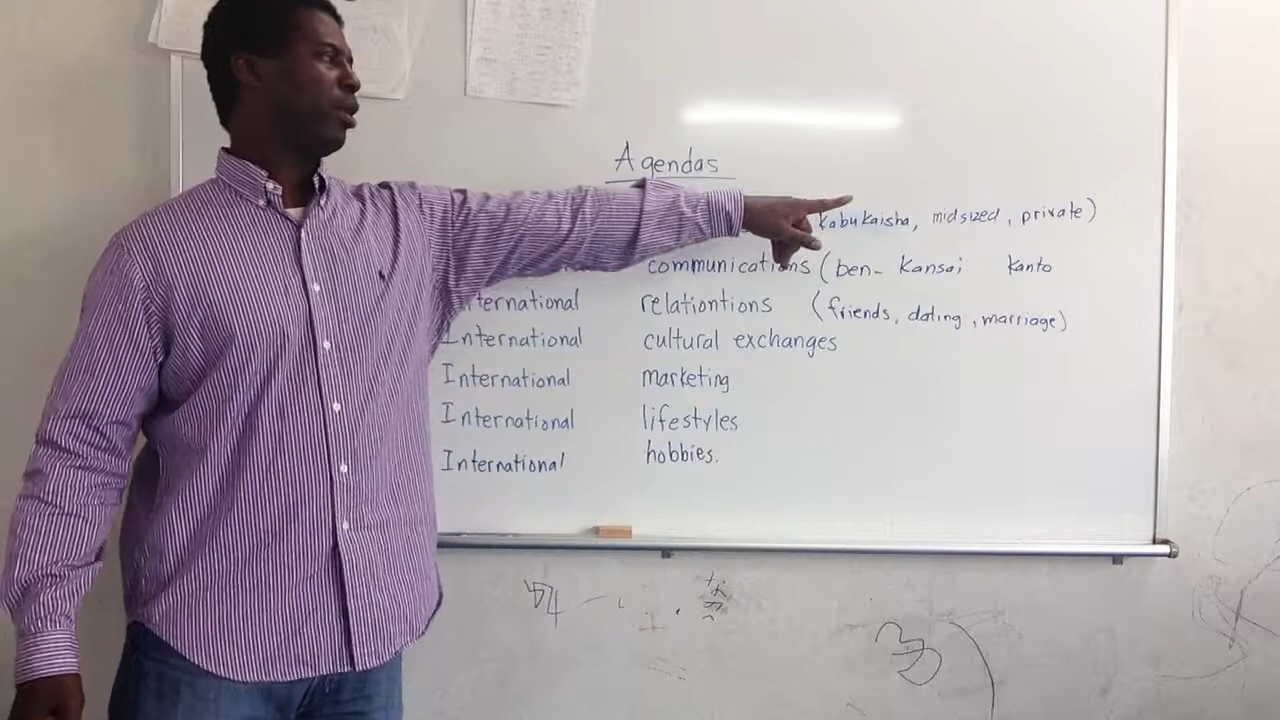 Agendas
kabukaisha, midsized, private)
communications (ben- Kansai Kanto
International relationtions (friends, dating, marriage)
International cultural exchanges
International marketing
International lifestyles
International hobbies.